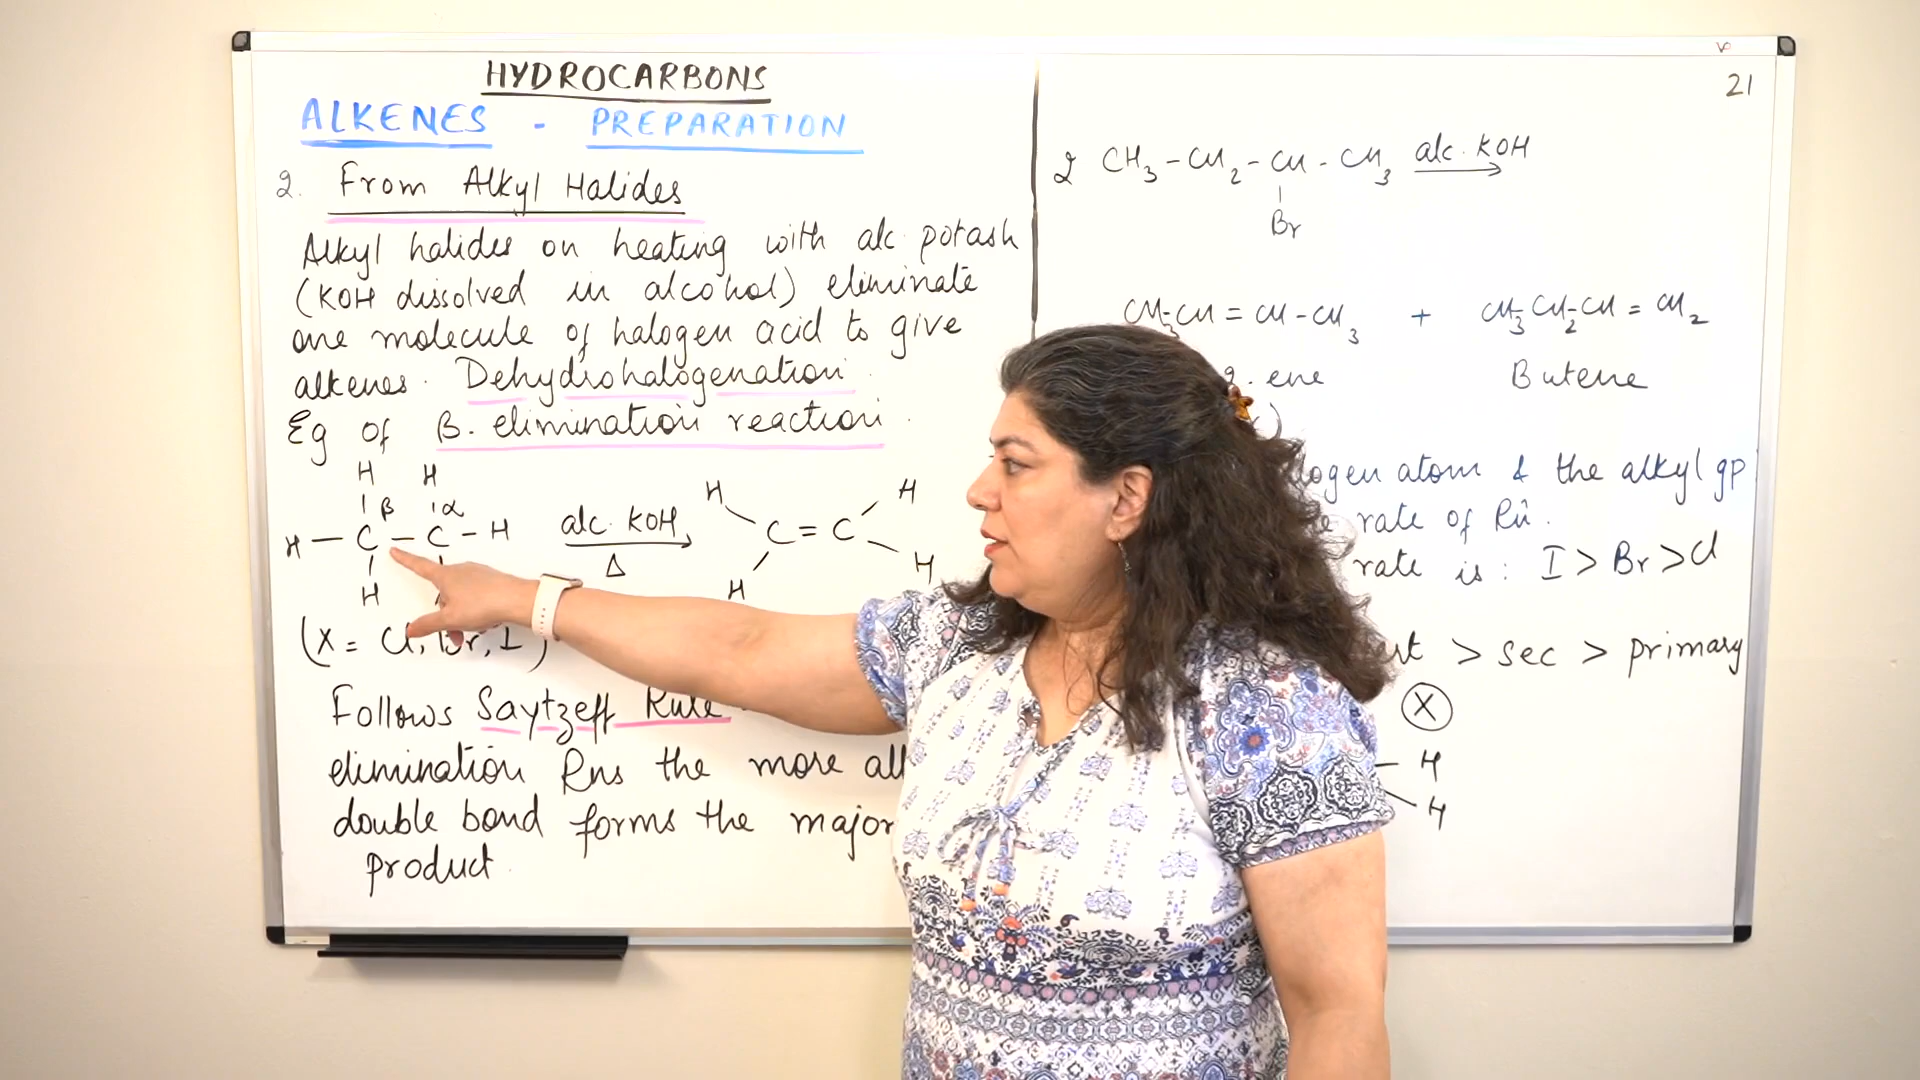 HYDROCARBONS
ALKENES - PREPARATION
2. From Alkyl Halides
Alkyl halides on heating with alc. potash
(KOH dissolved in alcohol) eliminate
one molecule of halogen acid to give
alkenes. Dehydrohalogenation.
Eg of β. elimination reaction.
H H
β α
H - C - C - H alc. KOH Δ
H
H H
C = C
H H
(X = Cl, Br, I)
Follows Saytzeff Rule
elimination Rns the more
double bond forms the major
product.
21
2 CH3 - CH2 - CH - CH3 alc. KOH
Br
CH3-CH = CH - CH3 + CH3-CH2-CH = CH2
2. ene Butene
atom & the alkyl gp
rate of Rn.
rate is : I > Br > Cl
> sec > primary
X
H
H